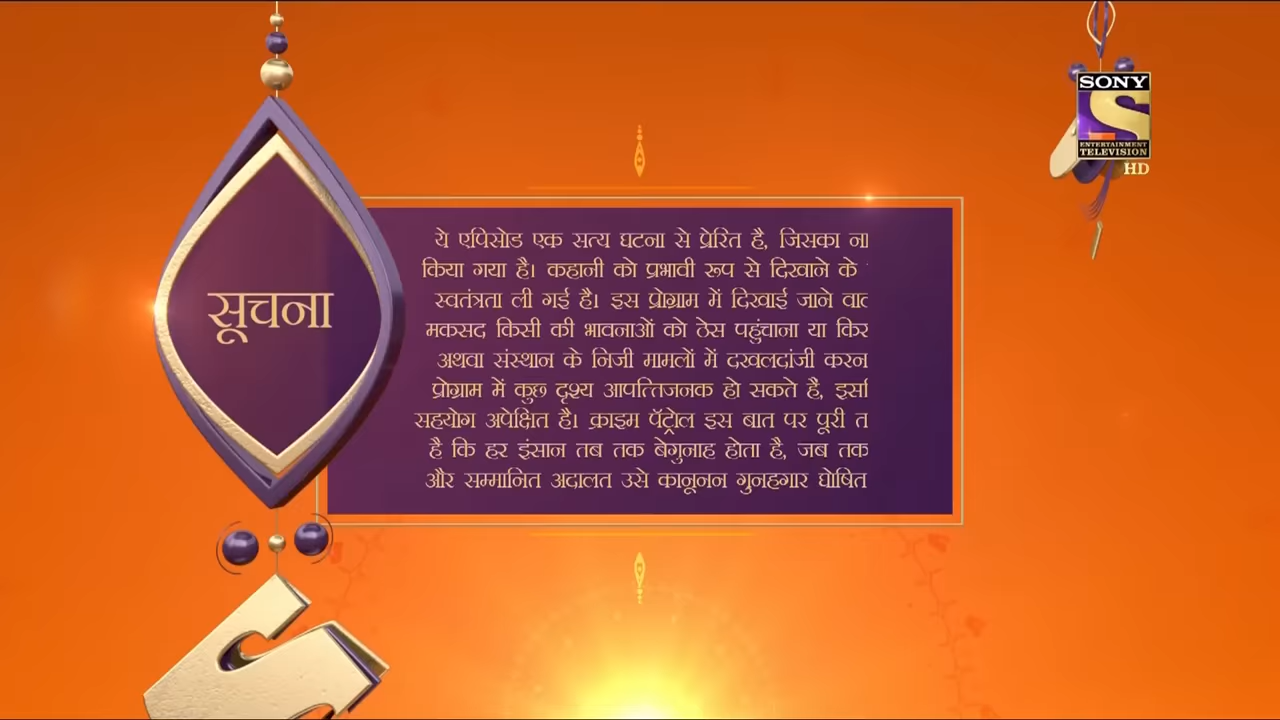 सूचना
ये एपिसोड एक सत्य घटना से प्रेरित है, जिसका
किया गया है। कहानी को प्रभावी रूप से दिखाने के
स्वतंत्रता ली गई है। इस प्रोग्राम में दिखाई जाने
मकसद किसी की भावनाओं को ठेस पहुंचाना या
अथवा संस्थान के निजी मामलों में दखलदांजी
प्रोग्राम में कुछ दृश्य आपत्तिजनक हो सकते है,
सहयोग अपेक्षित है। क्राइम पॅट्रोल इस बात पर पूरी
है कि हर इंसान तब तक बेगुनाह होता है, जब तक
और सम्मानित अदालत उसे कानूनन गुनहगार घोषित
SONY
ENTERTAINMENT
TELEVISION
HD